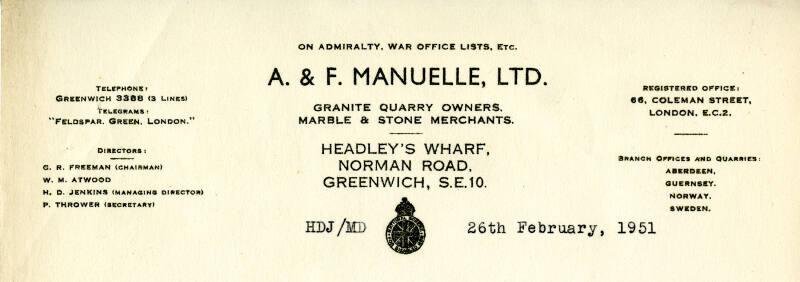 ON ADMIRALTY, WAR OFFICE LISTS, ETC.
A. & F. MANUELLE, LTD.
GRANITE QUARRY OWNERS.
MARBLE & STONE MERCHANTS.
HEADLEY'S WHARF,
NORMAN ROAD,
GREENWICH, S.E.10.
TELEPHONE:
GREENWICH 3388 (3 LINES)
TELEGRAMS:
"FELDSPAR. GREEN, LONDON."
DIRECTORS:
G. R. FREEMAN (CHAIRMAN)
W. M. ATWOOD
H. D. JENKINS (MANAGING DIRECTOR)
P. THROWER (SECRETARY)
REGISTERED OFFICE:
66, COLEMAN STREET,
LONDON, E.C.2.
BRANCH OFFICES AND QUARRIES:
ABERDEEN,
GUERNSEY.
NORWAY.
SWEDEN.
HDJ/MD
26th February, 1951